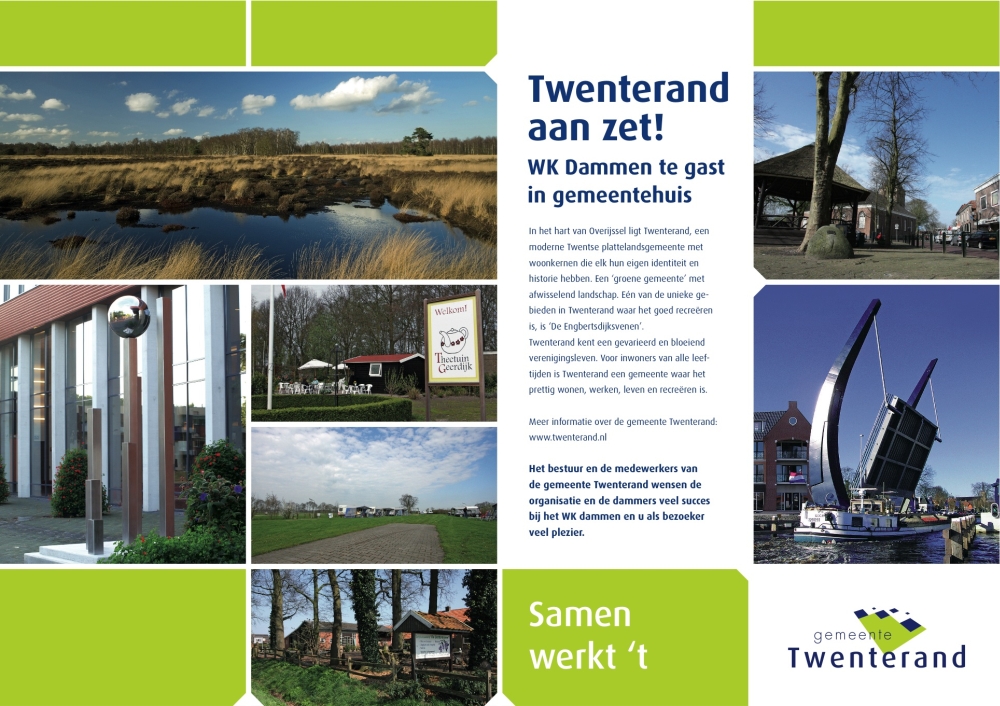 Twenterand
aan zet!
WK Dammen te gast
in gemeentehuis
In het hart van Overijssel ligt Twenterand, een
moderne Twentse plattelandsgemeente met
woonkernen die elk hun eigen identiteit en
historie hebben. Een ‘groene gemeente’ met
afwisselend landschap. Eén van de unieke ge-
bieden in Twenterand waar het goed recreëren
is, is ‘De Engbertsdijksvenen’.
Twenterand kent een gevarieerd en bloeiend
verenigingsleven. Voor inwoners van alle leef-
tijden is Twenterand een gemeente waar het
prettig wonen, werken, leven en recreëren is.
Meer informatie over de gemeente Twenterand:
www.twenterand.nl
Het bestuur en de medewerkers van
de gemeente Twenterand wensen de
organisatie en de dammers veel succes
bij het WK dammen en u als bezoeker
veel plezier.
Welkom!
Theetuin
Geerdijk
Samen
werkt ‘t
gemeente
Twenterand